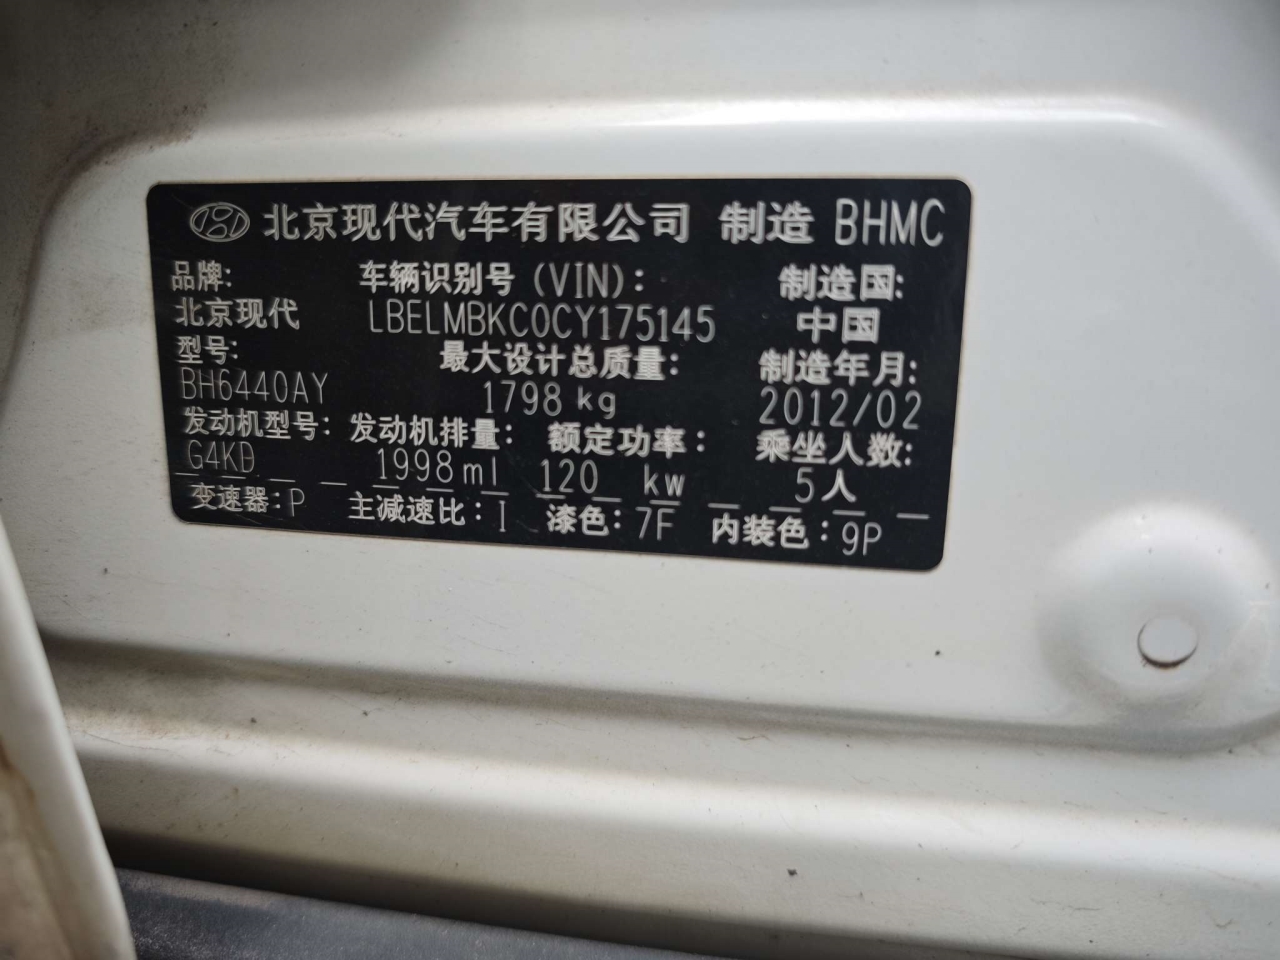 北京现代汽车有限公司 制造 BHMC
品牌: 车辆识别号 (VIN): 制造国:
北京现代 LBELMBKC0CY175145 中国
型号: 最大设计总质量: 制造年月:
BH6440AY 1798 kg 2012/02
发动机型号: 发动机排量: 额定功率: 乘坐人数:
G4KD 1998 ml 120 kw 5人
变速器: P 主减速比: I 漆色: 7F 内装色: 9P